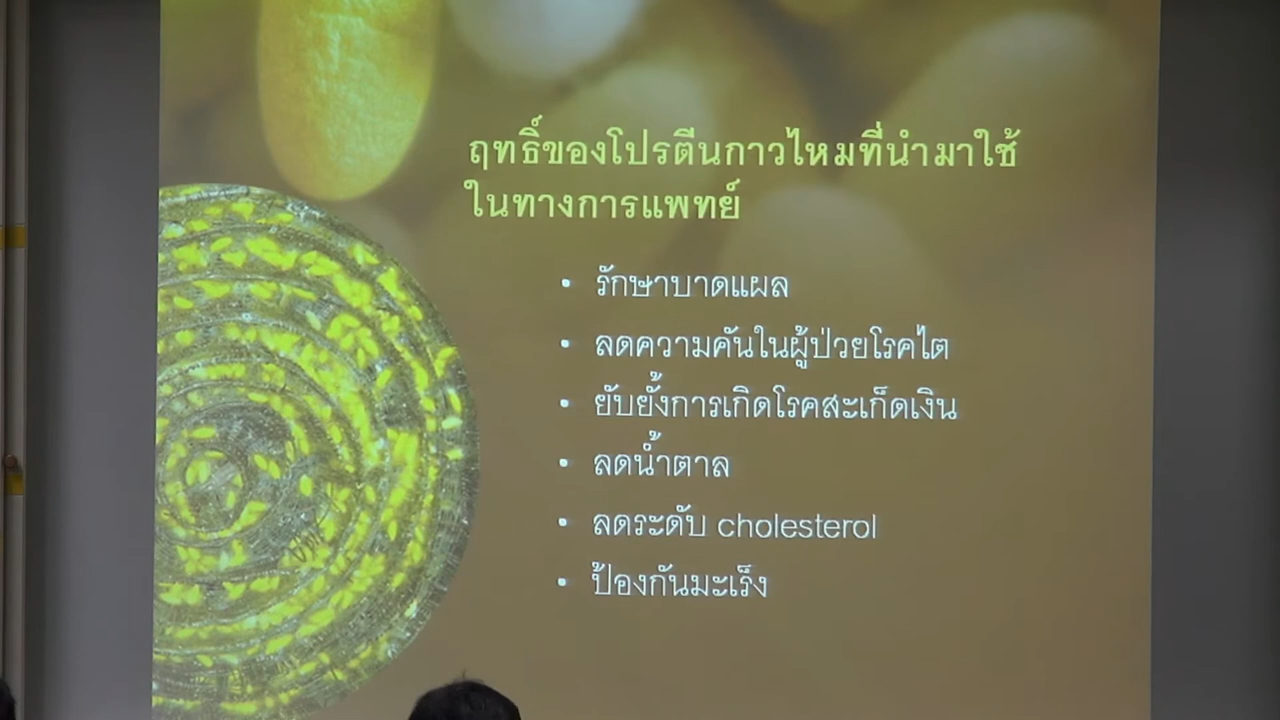 ฤทธิ์ของโปรตีนกาวไหมที่นำมาใช้
ในทางการแพทย์
• รักษาบาดแผล
• ลดความคันในผู้ป่วยโรคไต
• ยับยั้งการเกิดโรคสะเก็ดเงิน
• ลดน้ำตาล
• ลดระดับ cholesterol
• ป้องกันมะเร็ง